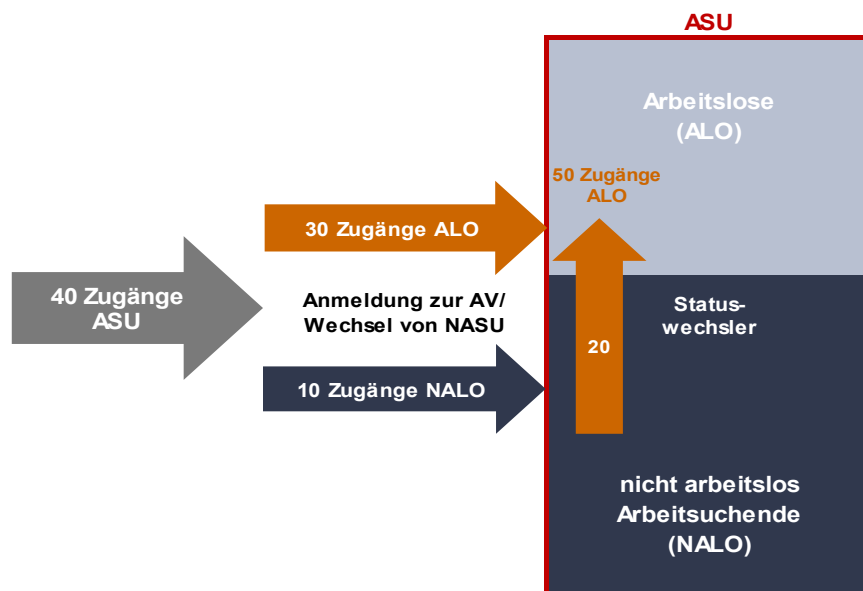 ASU
Arbeitslose
(ALO)
50 Zugänge
ALO
30 Zugänge ALO
40 Zugänge
ASU
Anmeldung zur AV/
Wechsel von NASU
Status-
wechsler
20
10 Zugänge NALO
nicht arbeitslos
Arbeitsuchende
(NALO)